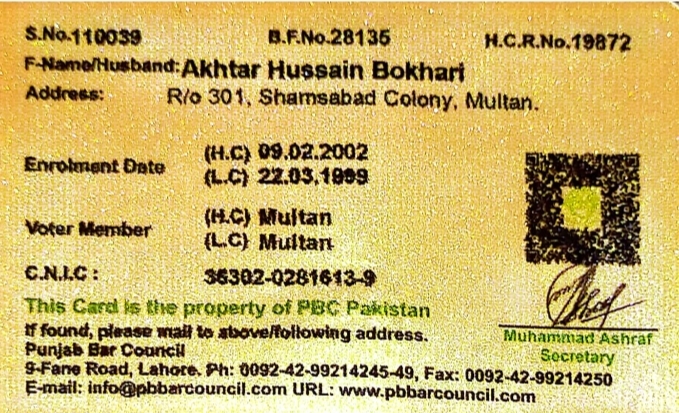 S.No.110039 B.F.No.28135 H.C.R.No.19872
F-Name/Husband: Akhtar Hussain Bokhari
Address: R/o 301, Shamsabad Colony, Multan.
Enrolment Date (H.C) 09.02.2002
(L.C) 22.03.1999
Voter Member (H.C) Multan
(L.C) Multan
C.N.I.C : 36302-0281613-9
This Card is the property of PBC Pakistan
If found, please mail to above/following address.
Punjab Bar Council
9-Fane Road, Lahore. Ph: 0092-42-99214245-49, Fax: 0092-42-99214250
E-mail: info@pbbarcouncil.com URL: www.pbbarcouncil.com
Muhammad Ashraf
Secretary